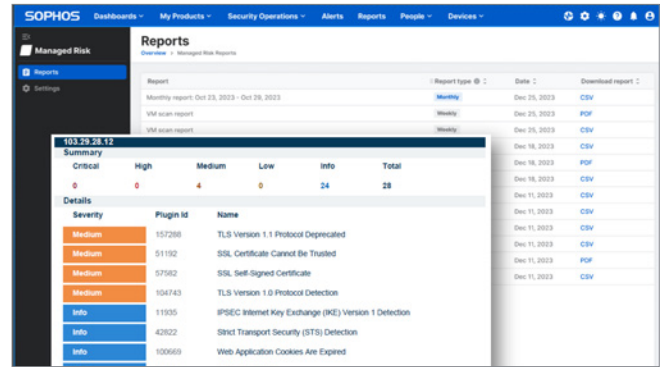 SOPHOS Dashboards My Products Security Operations Alerts Reports People Devices
Managed Risk
Reports
Settings
Reports
Overview > Managed Risk Reports
Report Report type Date Download report
Monthly report: Oct 23, 2023 - Oct 29, 2023 Monthly Dec 25, 2023 CSV
VM scan report Weekly Dec 25, 2023 PDF
VM scan report Weekly Dec 25, 2023 CSV
Dec 18, 2023 CSV
Dec 18, 2023 PDF
Dec 18, 2023 CSV
Dec 11, 2023 CSV
Dec 11, 2023 CSV
Dec 11, 2023 CSV
Dec 11, 2023 PDF
Dec 11, 2023 CSV
103.29.28.12
Summary
Critical High Medium Low Info Total
0 0 4 0 24 28
Details
Severity Plugin Id Name
Medium 157288 TLS Version 1.1 Protocol Deprecated
Medium 51192 SSL Certificate Cannot Be Trusted
Medium 57582 SSL Self-Signed Certificate
Medium 104743 TLS Version 1.0 Protocol Detection
Info 11935 IPSEC Internet Key Exchange (IKE) Version 1 Detection
Info 42822 Strict Transport Security (STS) Detection
Info 100669 Web Application Cookies Are Expired